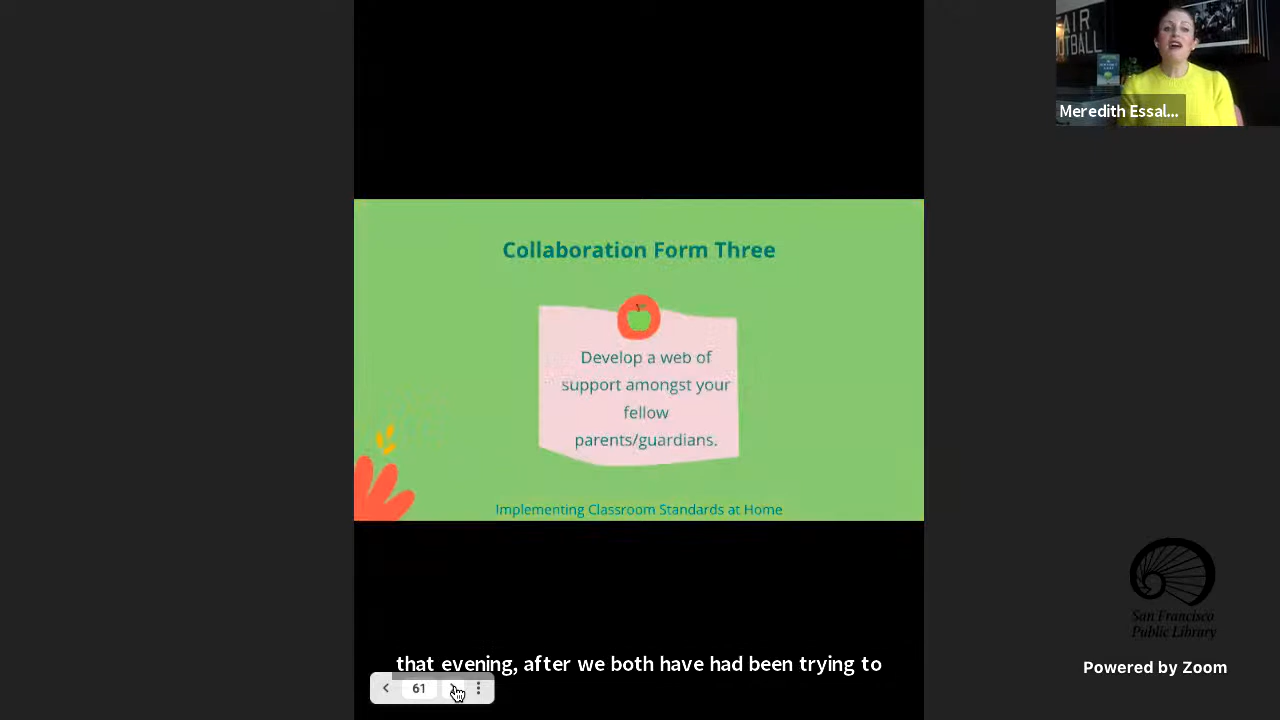 AIR
OTBALL
Meredith Essal...
Collaboration Form Three
Develop a web of
support amongst your
fellow
parents/guardians.
Implementing Classroom Standards at Home
San Francisco
Public Library
that evening, after we both have had been trying to
Powered by Zoom
61